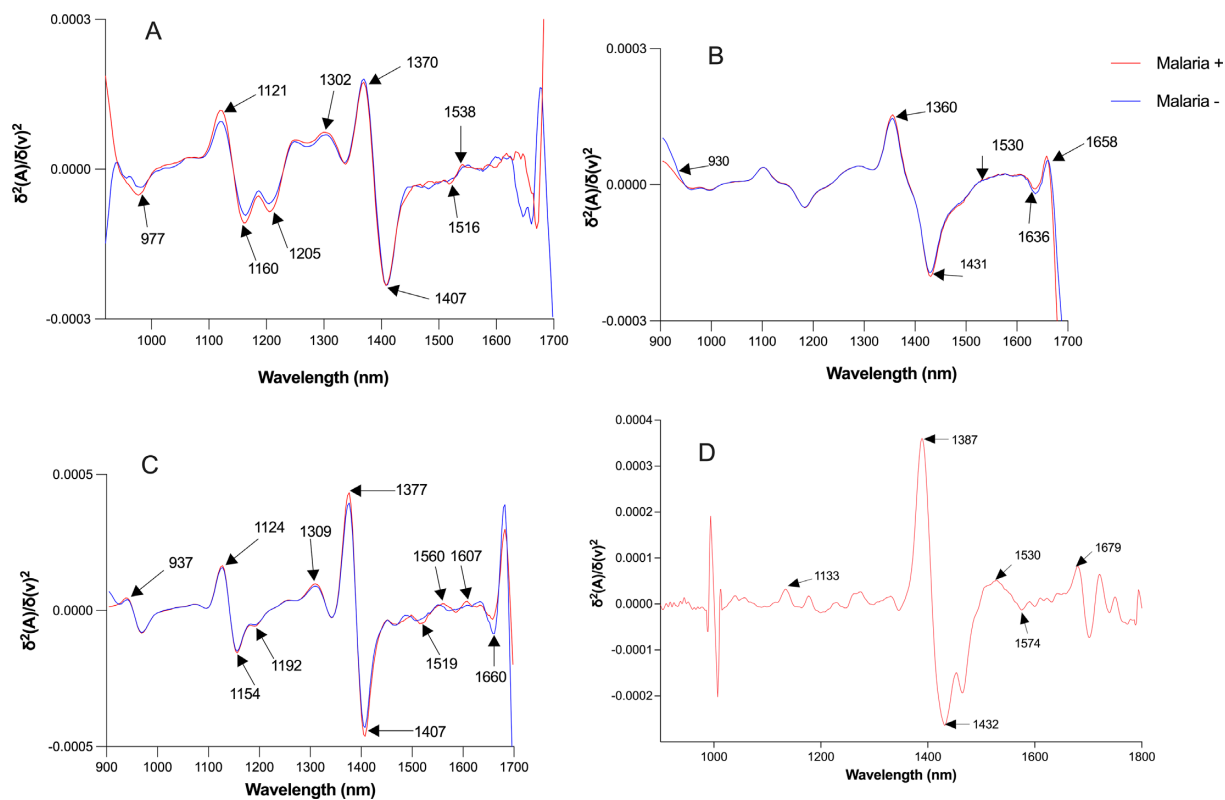 A
0.0003
0.0000
-0.0003
δ²(A)/δ(v)²
1121
1302
1370
1538
977
1160
1205
1516
1407
1000 1100 1200 1300 1400 1500 1600 1700
Wavelength (nm)
B
0.0003
0.0000
-0.0003
δ²(A)/δ(v)²
1360
930
1530
1658
1636
1431
900 1000 1100 1200 1300 1400 1500 1600 1700
Wavelength (nm)
Malaria +
Malaria -
C
0.0005
0.0000
-0.0005
δ²(A)/δ(v)²
1377
937
1124
1309
1560
1607
1192
1154
1519
1660
1407
900 1000 1100 1200 1300 1400 1500 1600 1700
Wavelength (nm)
D
0.0004
0.0003
0.0002
0.0001
0.0000
-0.0001
-0.0002
δ²(A)/δ(v)²
1387
1133
1530
1679
1574
1432
1000 1200 1400 1600 1800
Wavelength (nm)